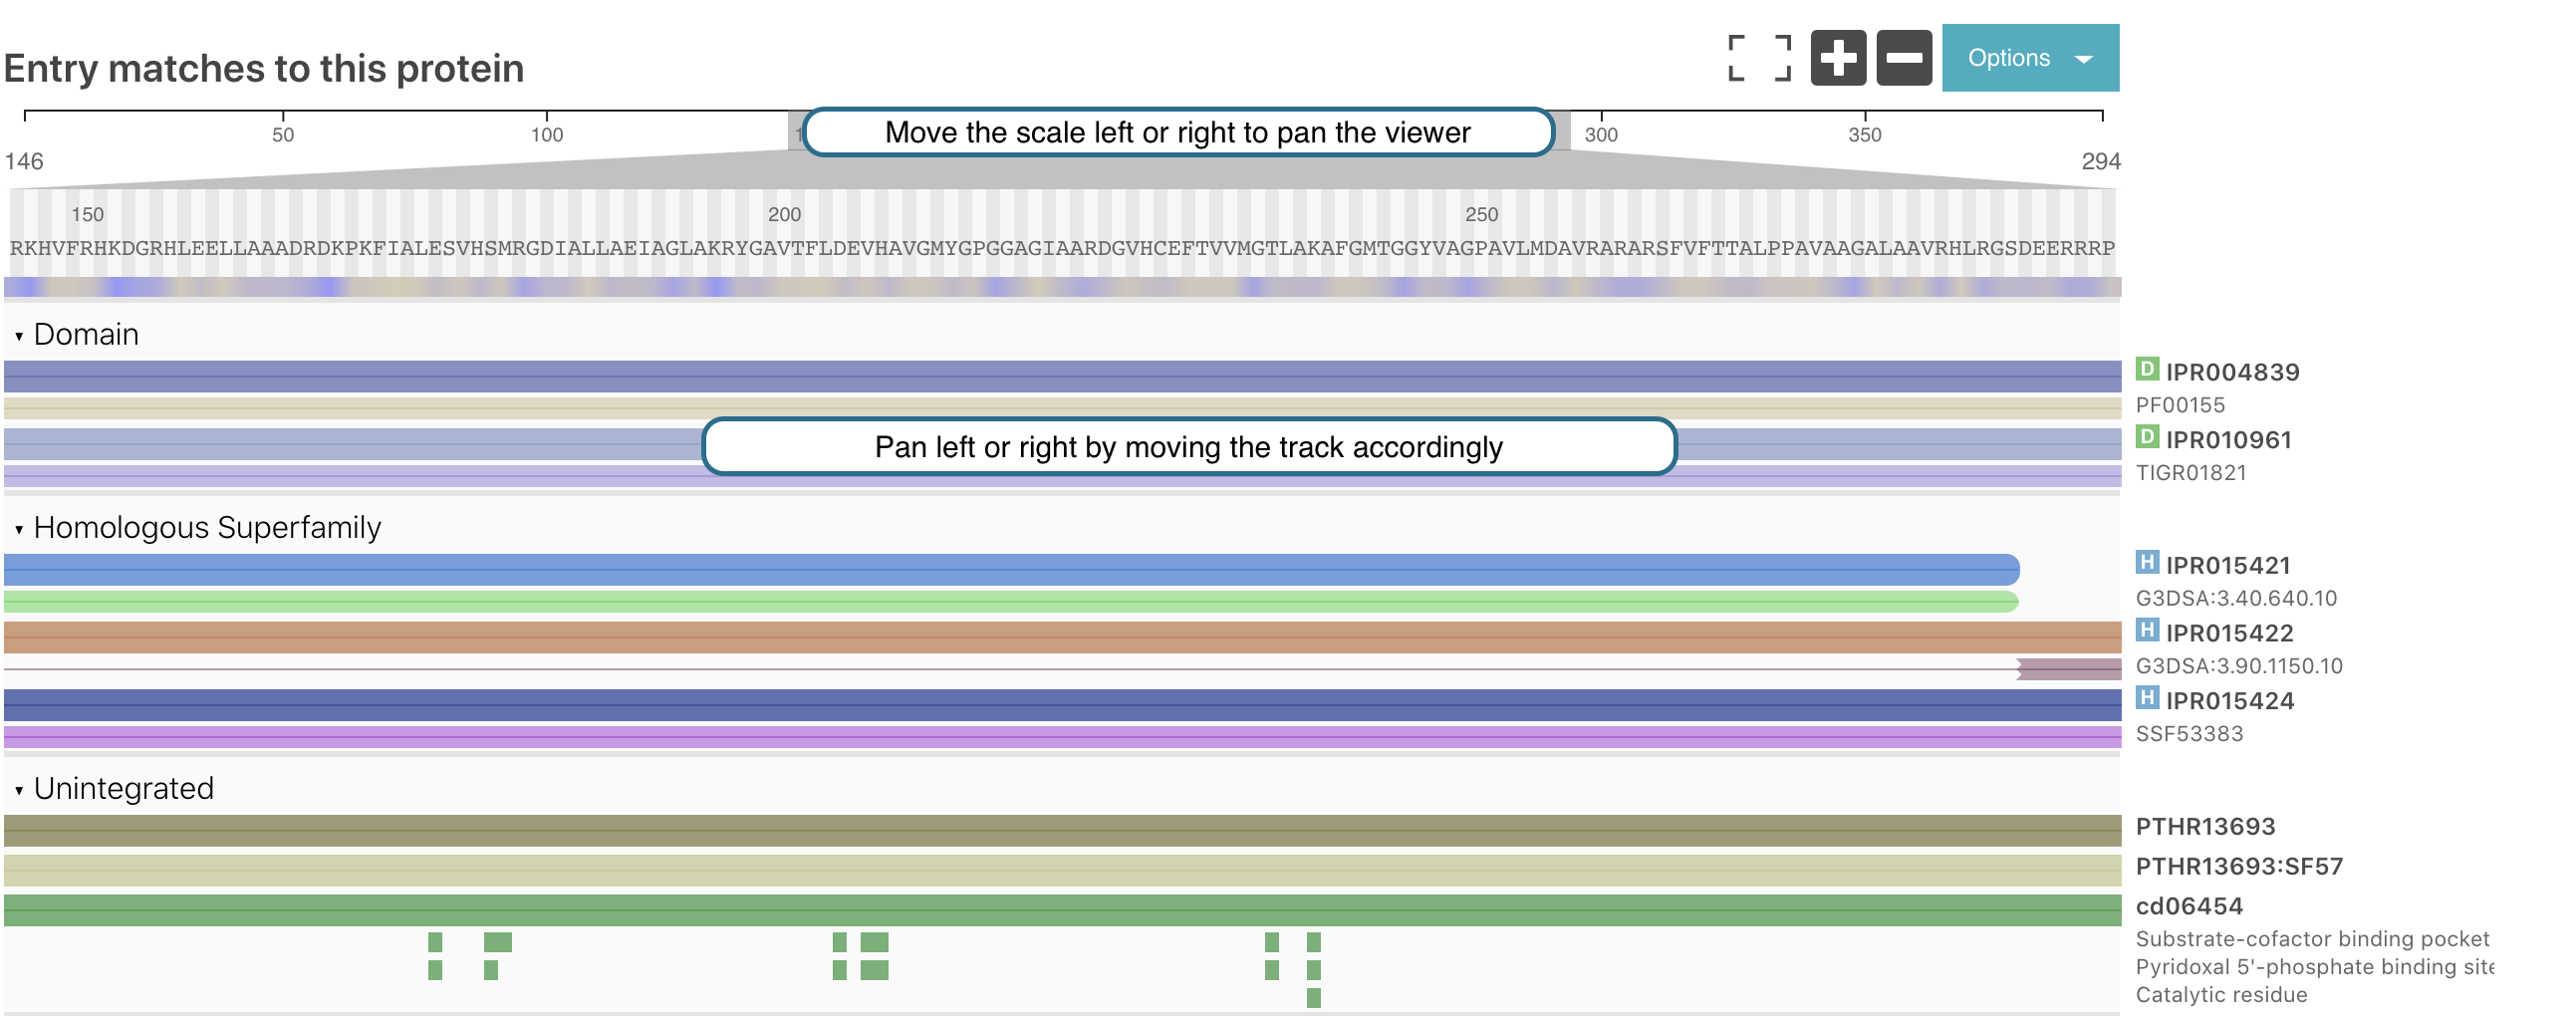 Entry matches to this protein
Options
50 100 Move the scale left or right to pan the viewer 300 350
146 294
150 200 250
RKHVFRHKDGRHLEELLAAADRDKPKFIALESVHSMRGDIALLAEIAGLAKRYGAVTFLDEVHAVGMYGPGGAGIAARDGVHCEFTVVMGTLAKAFGMTGGYVAGPAVLMDAVRARARSFVFTTALPPAVAAGALAAVRHLRGSDEERRRP
▼ Domain
D IPR004839
PF00155
Pan left or right by moving the track accordingly
D IPR010961
TIGR01821
▼ Homologous Superfamily
H IPR015421
G3DSA:3.40.640.10
H IPR015422
G3DSA:3.90.1150.10
H IPR015424
SSF53383
▼ Unintegrated
PTHR13693
PTHR13693:SF57
cd06454
Substrate-cofactor binding pocket
Pyridoxal 5'-phosphate binding site
Catalytic residue